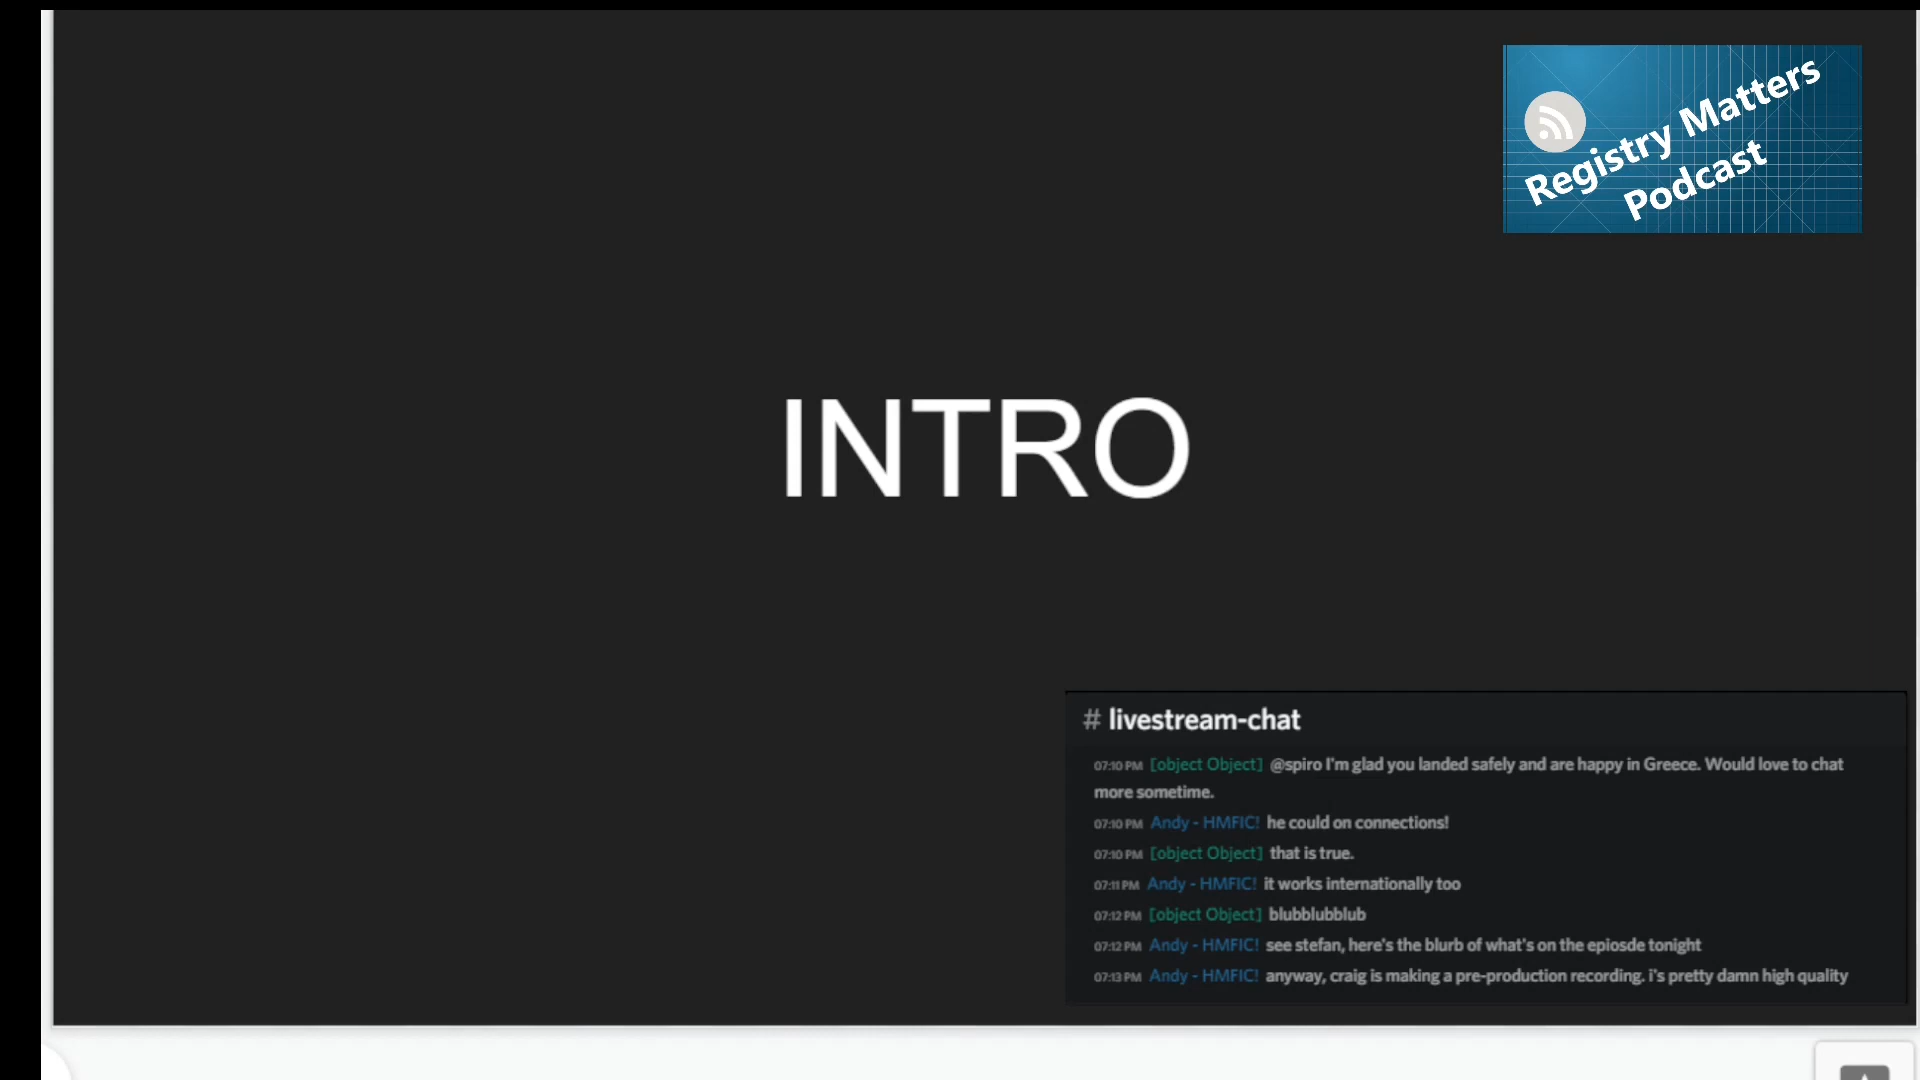 Registry Matters
Podcast
INTRO
# livestream-chat
07:10 PM [object Object] @spiro I'm glad you landed safely and are happy in Greece. Would love to chat
more sometime.
07:10 PM Andy - HMFIC! he could on connections!
07:10 PM [object Object] that is true.
07:11 PM Andy - HMFIC! it works internationally too
07:12 PM [object Object] blubblubblub
07:12 PM Andy - HMFIC! see stefan, here's the blurb of what's on the epiosde tonight
07:13 PM Andy - HMFIC! anyway, craig is making a pre-production recording. i's pretty damn high quality